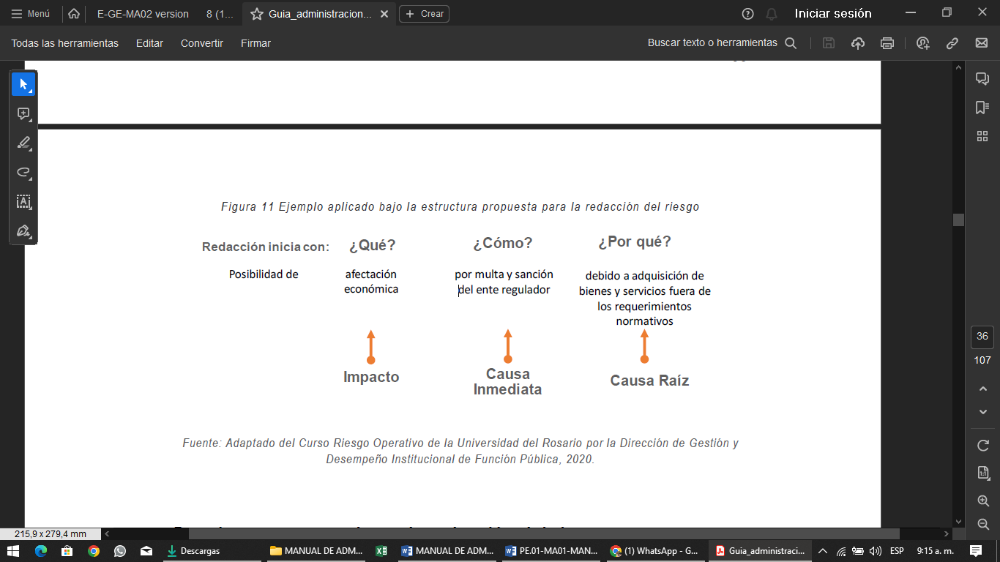 Menú
E-GE-MA02 version
8 (1...
Guia_administracion...
Crear
Iniciar sesión
Todas las herramientas
Editar
Convertir
Firmar
Buscar texto o herramientas
Figura 11 Ejemplo aplicado bajo la estructura propuesta para la redacción del riesgo
Redacción inicia con:
¿Qué?
¿Cómo?
¿Por qué?
Posibilidad de
afectación
económica
por multa y sanción
del ente regulador
debido a adquisición de
bienes y servicios fuera de
los requerimientos
normativos
Impacto
Causa
Inmediata
Causa Raíz
Fuente: Adaptado del Curso Riesgo Operativo de la Universidad del Rosario por la Dirección de Gestión y
Desempeño Institucional de Función Pública, 2020.
36
107
1:1
215,9 x 279,4 mm
Descargas
MANUAL DE ADM...
MANUAL DE ADM...
PE.01-MA01-MAN...
(1) WhatsApp - G...
Guia_administraci...
ESP
9:15 a. m.